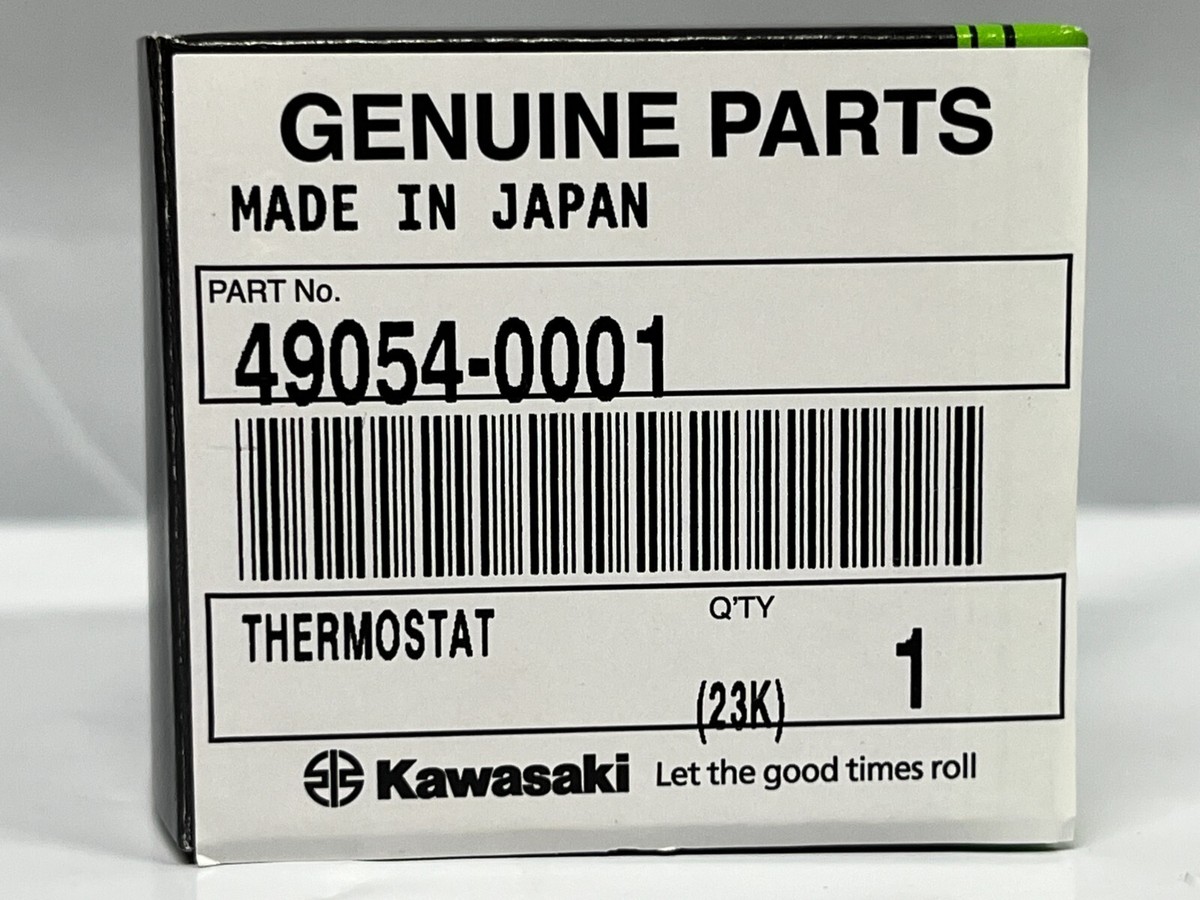 GENUINE PARTS
MADE IN JAPAN
PART No.
49054-0001
THERMOSTAT
Q'TY
1
(23K)
Kawasaki Let the good times roll